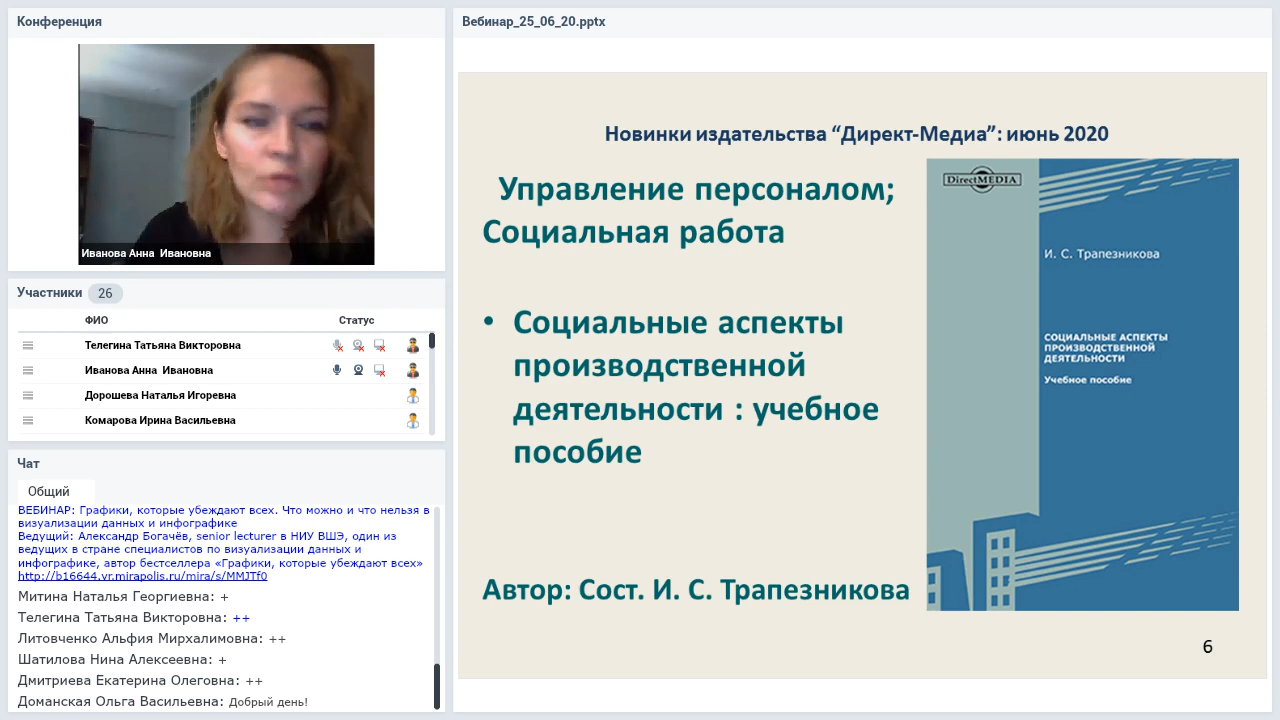 Конференция
Иванова Анна Ивановна
Участники 26
ФИО Статус
Телегина Татьяна Викторовна
Иванова Анна Ивановна
Дорошева Наталья Игоревна
Комарова Ирина Васильевна
Чат
Общий
ВЕБИНАР: Графики, которые убеждают всех. Что можно и что нельзя в
визуализации данных и инфографике
Ведущий: Александр Богачёв, senior lecturer в НИУ ВШЭ, один из
ведущих в стране специалистов по визуализации данных и
инфографике, автор бестселлера «Графики, которые убеждают всех»
http://b16644.vr.mirapolis.ru/mira/s/MMJTf0
Митина Наталья Георгиевна: +
Телегина Татьяна Викторовна: ++
Литовченко Альфия Мирхалимовна: ++
Шатилова Нина Алексеевна: +
Дмитриева Екатерина Олеговна: ++
Доманская Ольга Васильевна: Добрый день!
Вебинар_25_06_20.pptx
Новинки издательства “Директ-Медиа”: июнь 2020
Управление персоналом;
Социальная работа
• Социальные аспекты
производственной
деятельности : учебное
пособие
Автор: Сост. И. С. Трапезникова
DirectMEDIA
И. С. Трапезникова
СОЦИАЛЬНЫЕ АСПЕКТЫ
ПРОИЗВОДСТВЕННОЙ
ДЕЯТЕЛЬНОСТИ
Учебное пособие
6